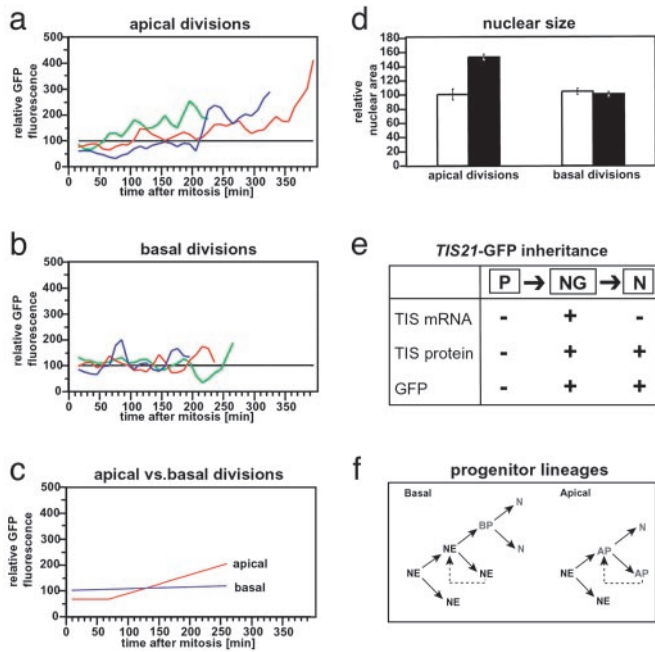 a
apical divisions
relative GFP
fluorescence
500
400
300
200
100
0
0 50 100 150 200 250 300 350
time after mitosis [min]
b
basal divisions
relative GFP
fluorescence
500
400
300
200
100
0
0 50 100 150 200 250 300 350
time after mitosis [min]
c
apical vs.basal divisions
relative GFP
fluorescence
500
400
300
200
100
0
apical
basal
0 50 100 150 200 250 300 350
time after mitosis [min]
d
nuclear size
relative
nuclear area
180
160
140
120
100
80
60
40
20
0
apical divisions basal divisions
e
TIS21-GFP inheritance
P → NG → N
TIS mRNA - + -
TIS protein - + +
GFP - + +
f
progenitor lineages
Basal Apical
N N
BP
NE N AP
NE NE NE AP
NE NE